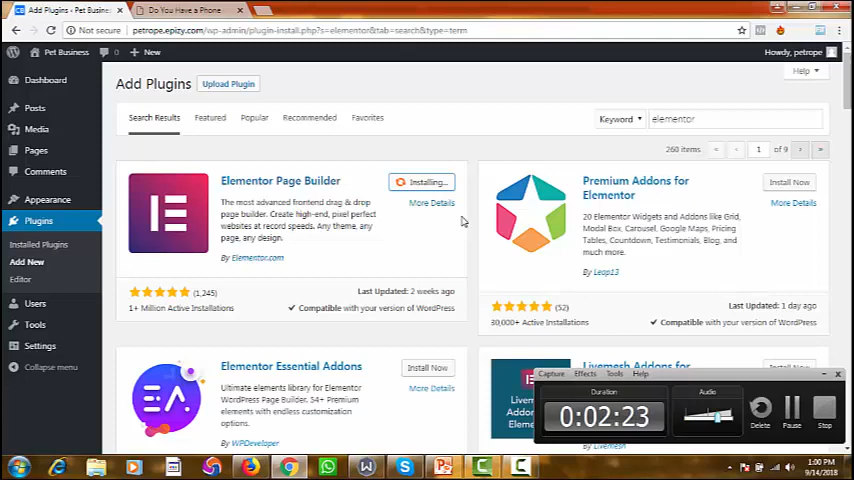 Add Plugins ‹ Pet Busine:
Do You Have a Phone
Not secure
petrope.epizy.com/wp-admin/plugin-install.php?s=elementor&tab=search&type=term
Pet Business
0
New
Howdy, petrope
Dashboard
Posts
Media
Pages
Comments
Appearance
Plugins
Installed Plugins
Add New
Editor
Users
Tools
Settings
Collapse menu
Help
Add Plugins
Upload Plugin
Search Results
Featured
Popular
Recommended
Favorites
Keyword
elementor
260 items
«
‹
1
of 9
›
»
Elementor Page Builder
Installing...
More Details
The most advanced frontend drag & drop
page builder. Create high-end, pixel perfect
websites at record speeds. Any theme, any
page, any design.
By Elementor.com
(1,245)
Last Updated: 2 weeks ago
1+ Million Active Installations
Compatible with your version of WordPress
Premium Addons for
Elementor
Install Now
More Details
20 Elementor Widgets and Addons like Grid,
Modal Box, Carousel, Google Maps, Pricing
Tables, Countdown, Testimonials, Blog, and
much more.
By Leap13
(52)
Last Updated: 1 day ago
30,000+ Active Installations
Compatible with your version of WordPress
EA
Elementor Essential Addons
Install Now
More Details
Ultimate elements library for Elementor
WordPress Page Builder. 54+ Premium
elements with endless customization
options.
By WPDeveloper
Livemesh Addons for
Install Now
Livemesh
Capture
Effects
Tools
Help
Duration
0:02:23
Audio
Delete
Pause
Stop
1:00 PM
9/14/2018